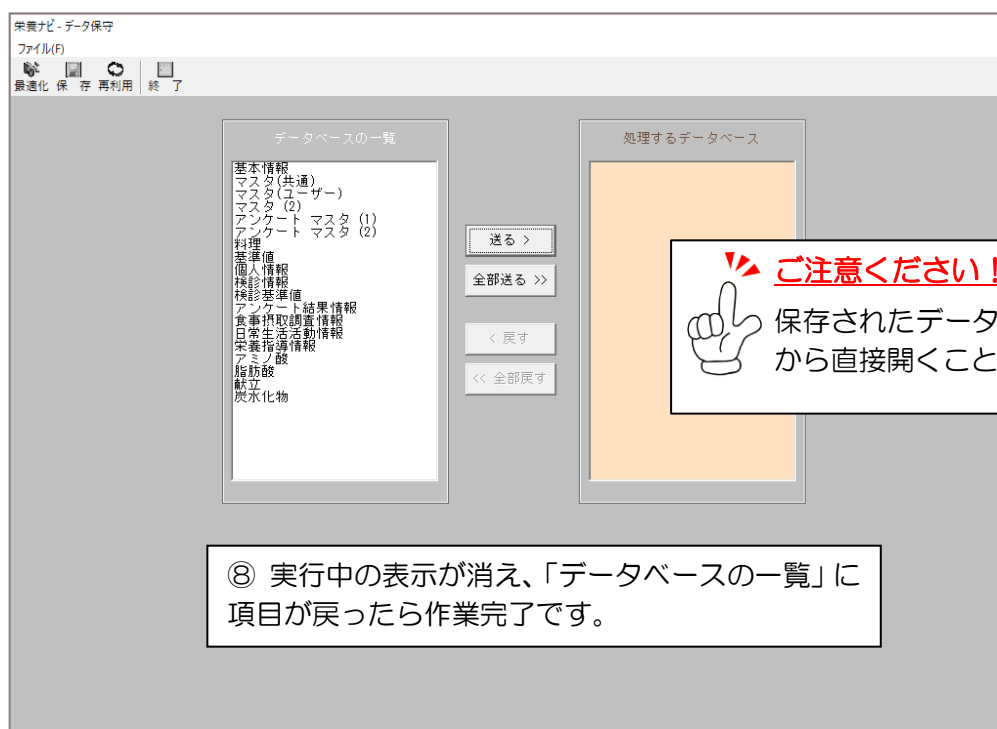 栄養ナビ - データ保守
ファイル(F)
最適化 保 存 再利用 終 了
データベースの一覧
処理するデータベース
基本情報
マスタ(共通)
マスタ(ユーザー)
マスタ (2)
アンケート マスタ (1)
アンケート マスタ (2)
料理
基準値
個人情報
検診情報
検診基準値
アンケート結果情報
食事摂取調査情報
日常生活活動情報
栄養指導情報
アミノ酸
脂肪酸
献立
炭水化物
送る >
全部送る >>
< 戻す
<< 全部戻す
ご注意ください!
保存されたデータ
から直接開くこと
⑧ 実行中の表示が消え、「データベースの一覧」に
項目が戻ったら作業完了です。